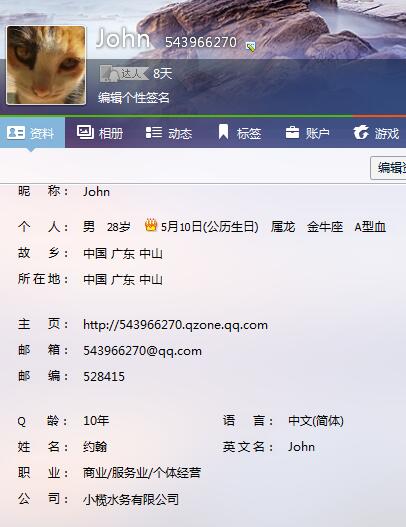 John 543966270
达人 8天
编辑个性签名
资料 相册 动态 标签 账户 游戏
编辑
昵 称： John
个 人： 男 28岁 5月10日(公历生日) 属龙 金牛座 A型血
故 乡： 中国 广东 中山
所在地： 中国 广东 中山
主 页： http://543966270.qzone.qq.com
邮 箱： 543966270@qq.com
邮 编： 528415
Q 龄： 10年 语 言： 中文(简体)
姓 名： 约翰 英文名： John
职 业： 商业/服务业/个体经营
公 司： 小榄水务有限公司